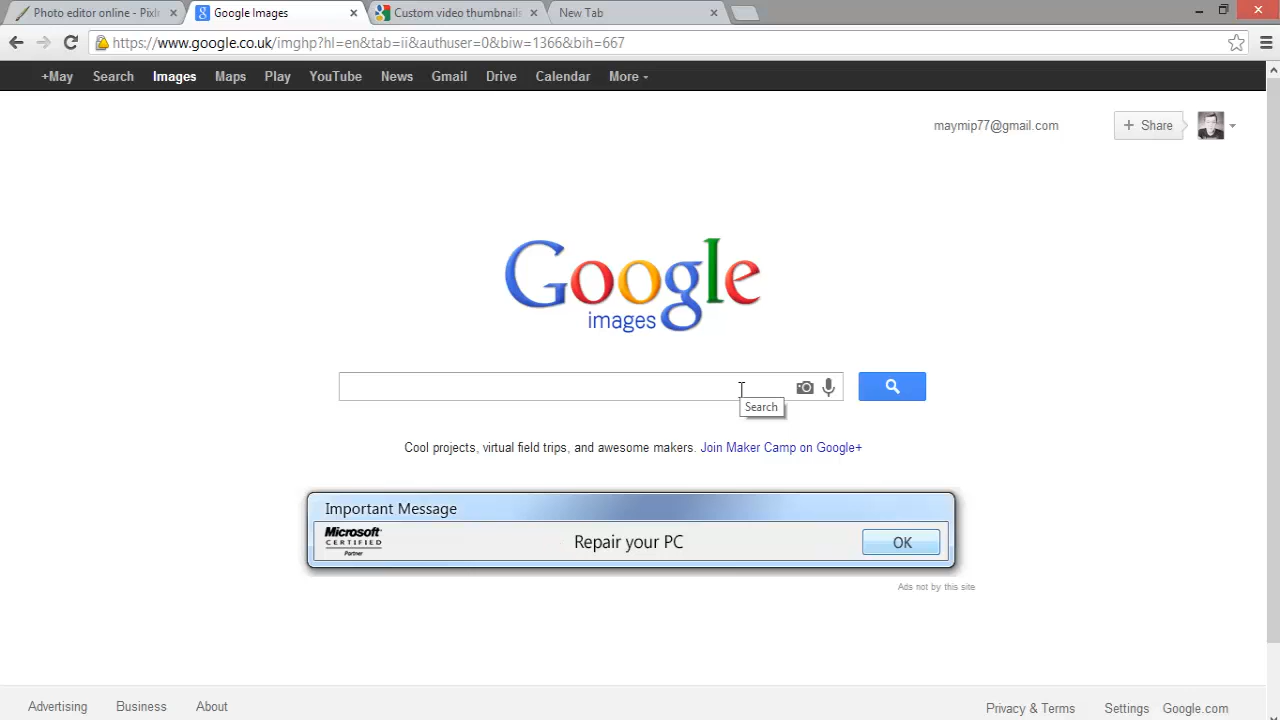 Photo editor online - Pixlr
Google Images
Custom video thumbnails
New Tab
https://www.google.co.uk/imghp?hl=en&tab=ii&authuser=0&biw=1366&bih=667
+May Search Images Maps Play YouTube News Gmail Drive Calendar More
maymip77@gmail.com
+ Share
Google
images
Search
Cool projects, virtual field trips, and awesome makers. Join Maker Camp on Google+
Important Message
Microsoft
CERTIFIED
Partner
Repair your PC
OK
Ads not by this site
Advertising Business About
Privacy & Terms Settings Google.com